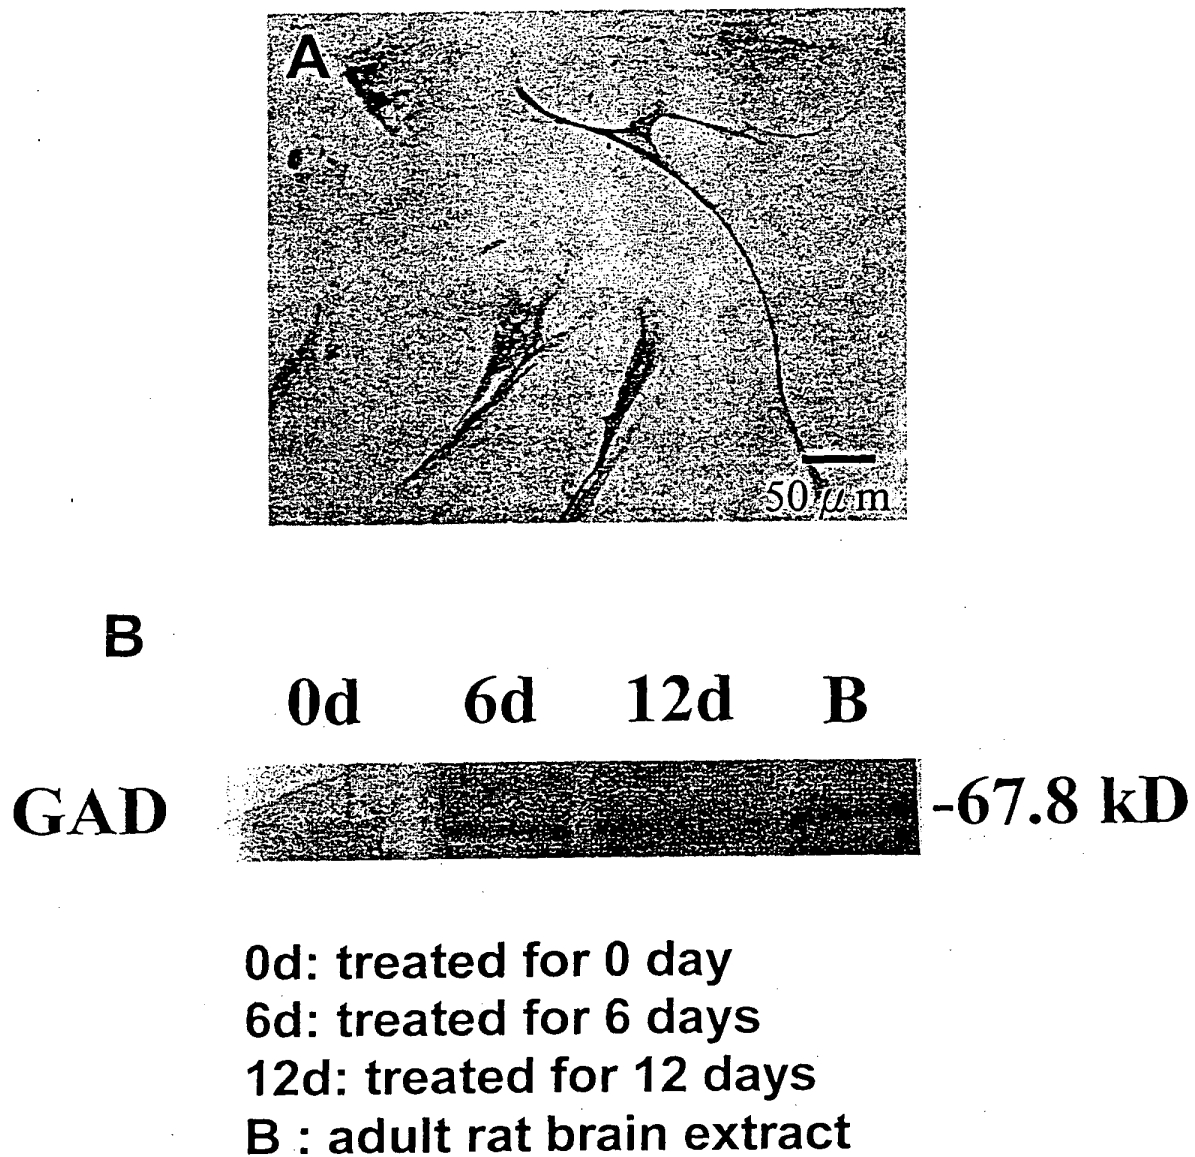 A
50 μm
B
0d 6d 12d B
GAD -67.8 kD
0d: treated for 0 day
6d: treated for 6 days
12d: treated for 12 days
B : adult rat brain extract